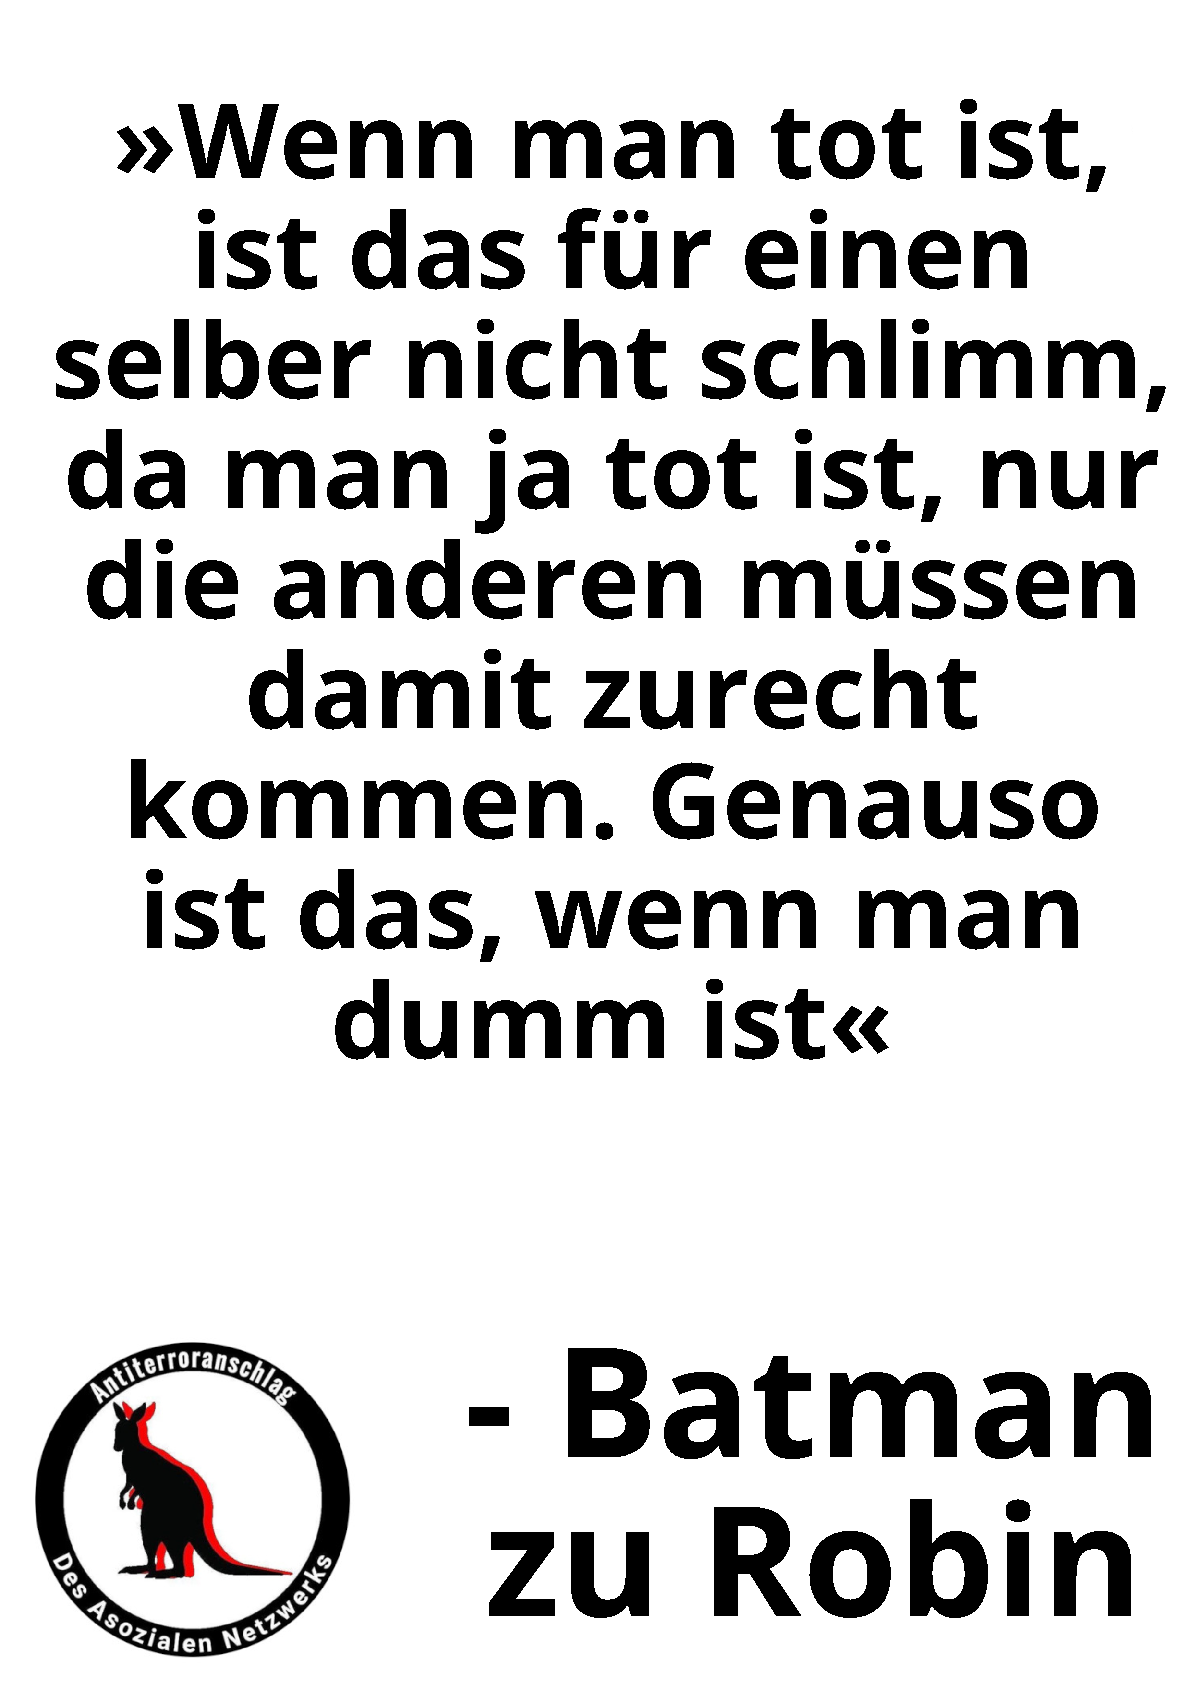 »Wenn man tot ist,
ist das für einen
selber nicht schlimm,
da man ja tot ist, nur
die anderen müssen
damit zurecht
kommen. Genauso
ist das, wenn man
dumm ist«
Antiterroranschlag
Des Asozialen Netzwerks
- Batman
zu Robin